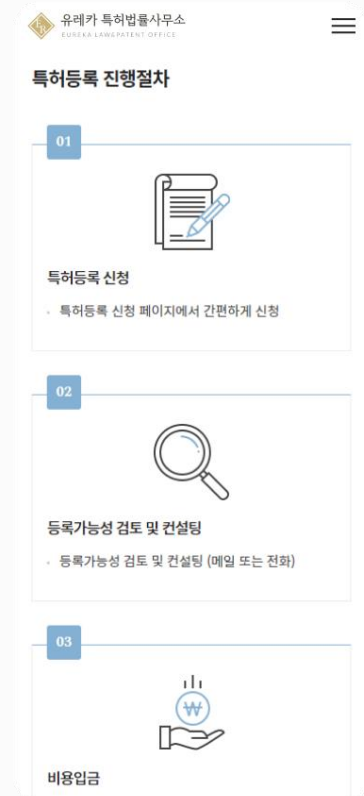 유레카 특허법률사무소
EUREKA LAW&PATENT OFFICE
특허등록 진행절차
01
특허등록 신청
특허등록 신청 페이지에서 간편하게 신청
02
등록가능성 검토 및 컨설팅
등록가능성 검토 및 컨설팅 (메일 또는 전화)
03
₩
비용입금